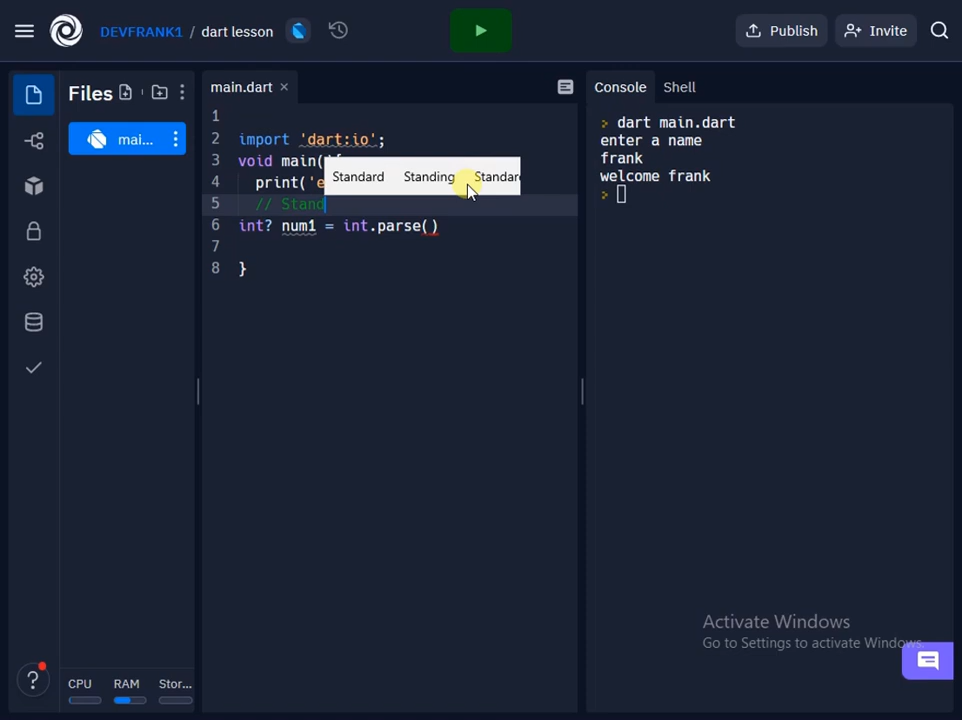 DEVFRANK1 / dart lesson
Publish
Invite
Files
mai...
main.dart
1
2 import 'dart:io';
3 void main(){
4 print('e
Standard Standing Standard
5 // Stand
6 int? num1 = int.parse()
7
8 }
Console Shell
> dart main.dart
enter a name
frank
welcome frank
>
Activate Windows
Go to Settings to activate Windows.
?
CPU RAM Stor...